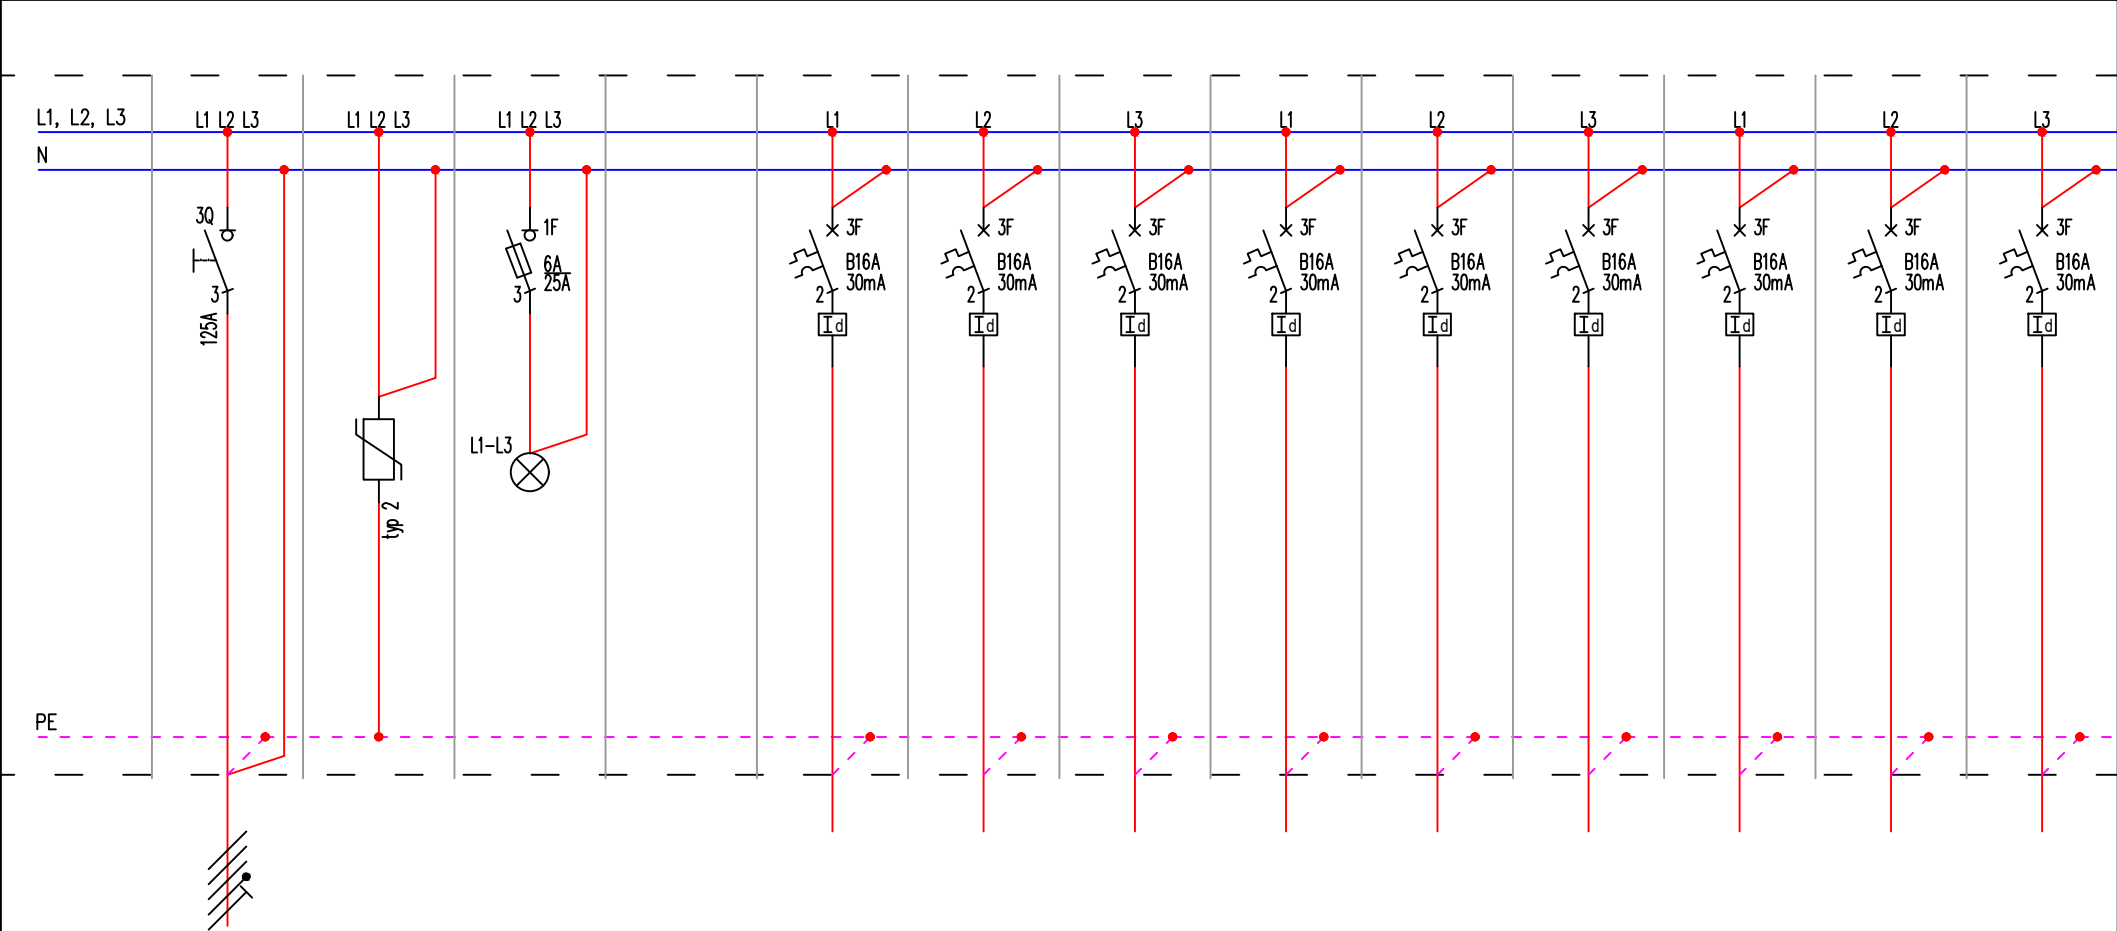 L1, L2, L3
L1 L2 L3
L1 L2 L3
L1 L2 L3
L1
L2
L3
L1
L2
L3
L1
L2
L3
N
3Q
3
125A
typ 2
1F
6A
25A
3
L1-L3
3F
B16A
30mA
2
Id
3F
B16A
30mA
2
Id
3F
B16A
30mA
2
Id
3F
B16A
30mA
2
Id
3F
B16A
30mA
2
Id
3F
B16A
30mA
2
Id
3F
B16A
30mA
2
Id
3F
B16A
30mA
2
Id
3F
B16A
30mA
2
Id
PE